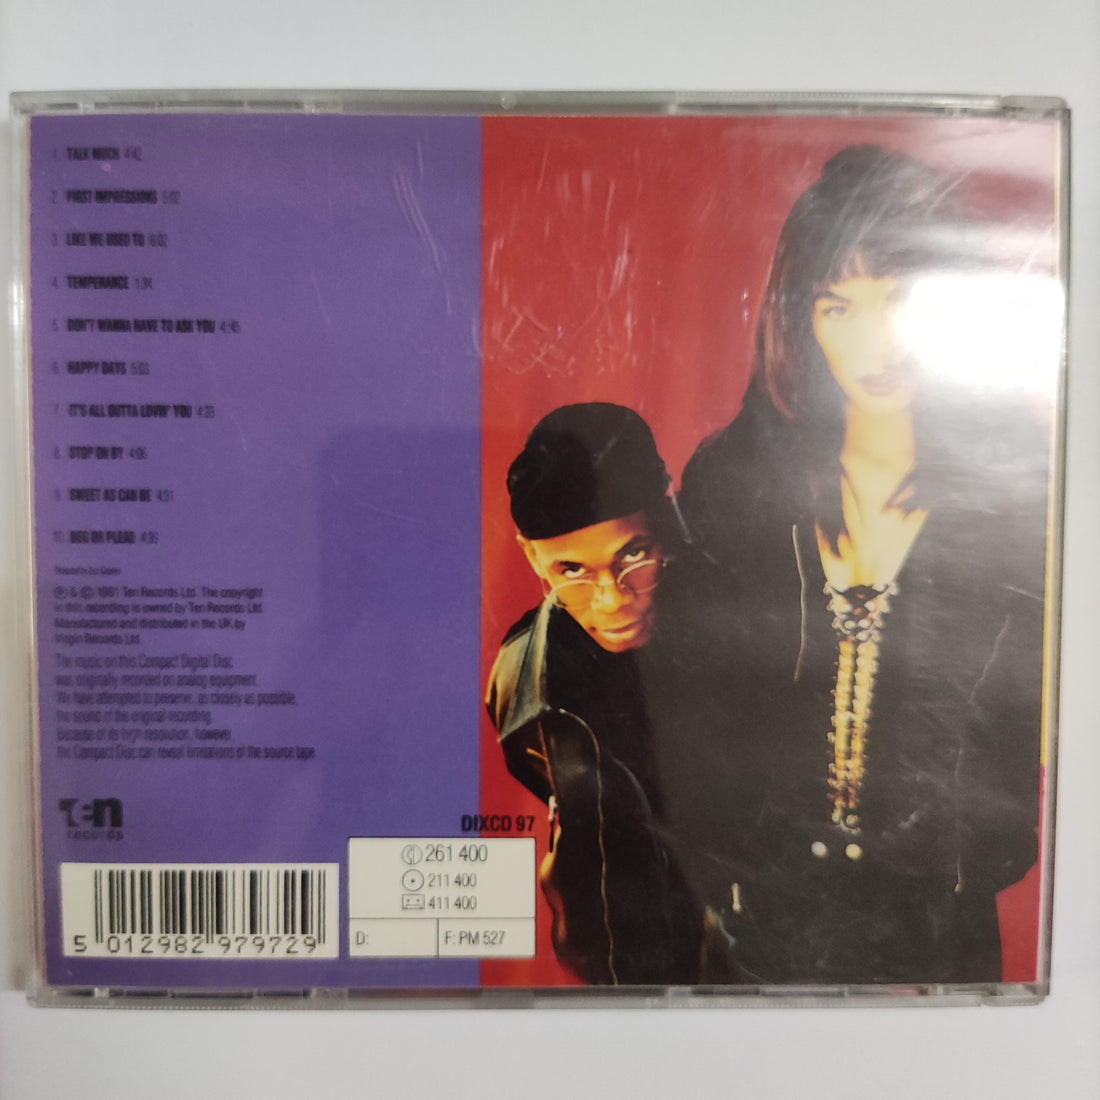 1. TALK MUCH 4:42
2. FIRST IMPRESSIONS 5:02
3. LIKE WE USED TO 6:02
4. TEMPERANCE 1:34
5. DON'T WANNA HAVE TO ASK YOU 4:45
6. HAPPY DAYS 5:03
7. IT'S ALL OUTTA LOVIN' YOU 4:33
8. STOP ON BY 4:06
9. SWEET AS CAN BE 4:31
10. BEG OR PLEAD 4:39
℗ & © 1991 Ten Records Ltd. The copyright
in this recording is owned by Ten Records Ltd.
Manufactured and distributed in the UK by
Virgin Records Ltd.
The music on this Compact Digital Disc
was originally recorded on analog equipment.
We have attempted to preserve, as closely as possible,
the sound of the original recording.
Because of its high resolution, however,
the Compact Disc can reveal limitations of the source tape.
Ten
records
DIXCD 97
261 400
211 400
411 400
D: F: PM 527
5 012982 979729